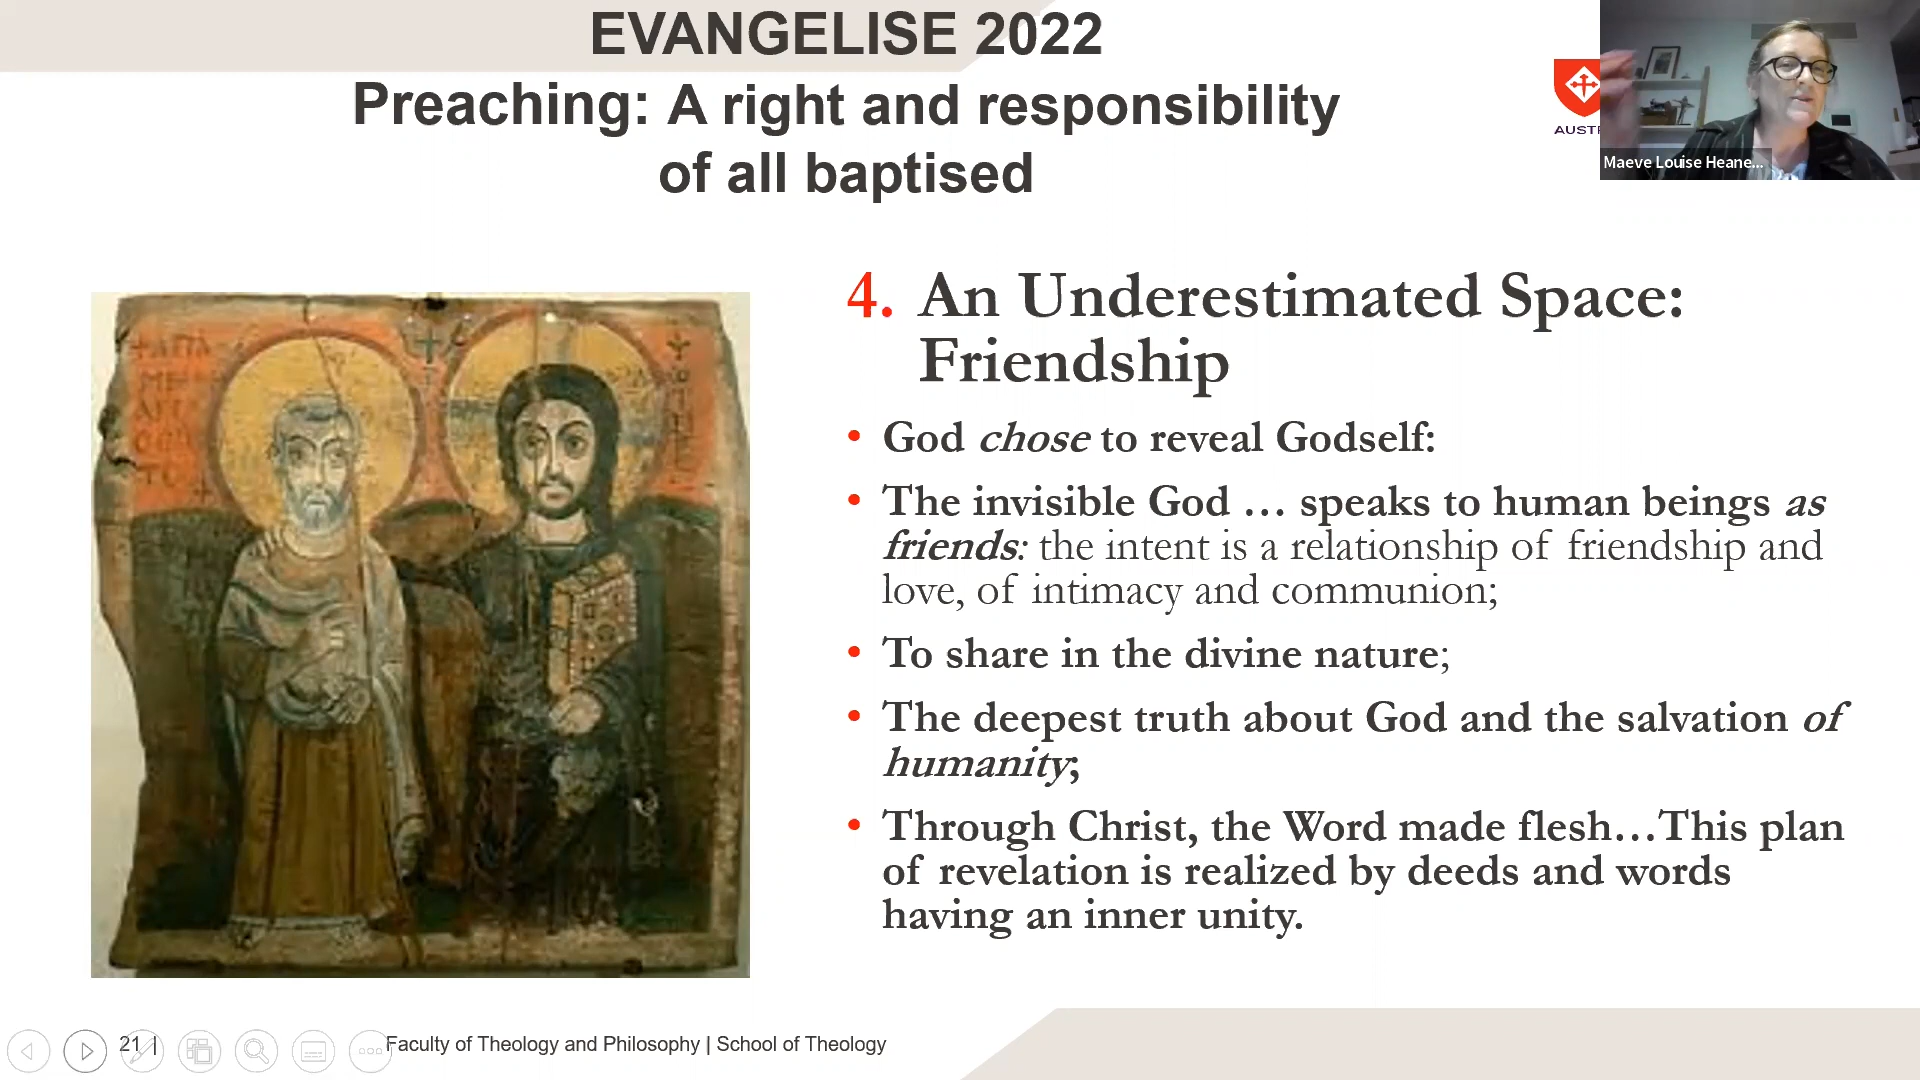 EVANGELISE 2022
Preaching: A right and responsibility
of all baptised
AUST
Maeve Louise Heane...
4. An Underestimated Space:
Friendship
• God chose to reveal Godself:
• The invisible God … speaks to human beings as
friends: the intent is a relationship of friendship and
love, of intimacy and communion;
• To share in the divine nature;
• The deepest truth about God and the salvation of
humanity;
• Through Christ, the Word made flesh…This plan
of revelation is realized by deeds and words
having an inner unity.
21 |
Faculty of Theology and Philosophy | School of Theology